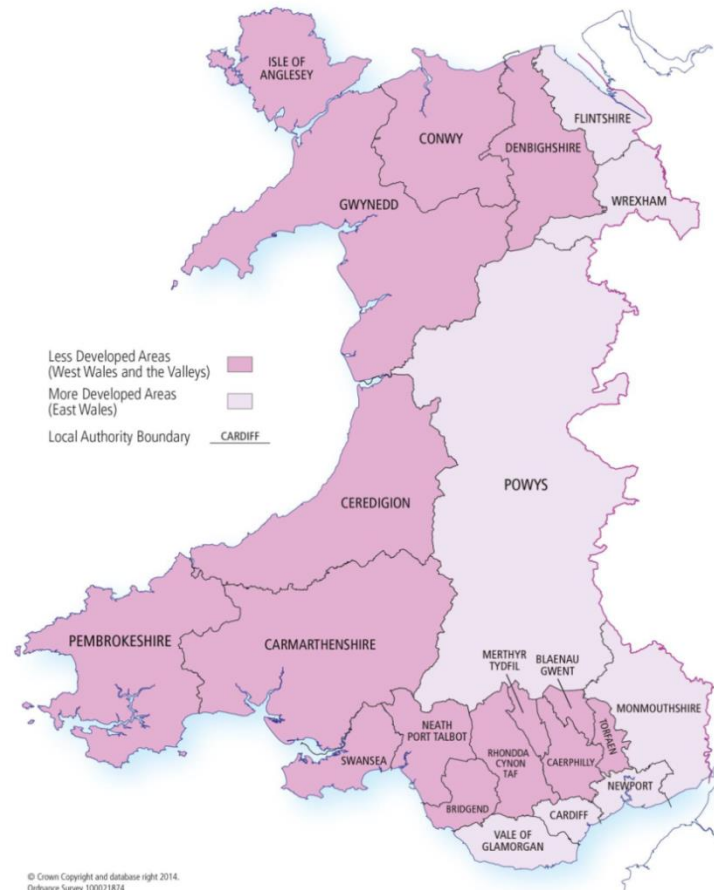 ISLE OF
ANGLESEY
FLINTSHIRE
CONWY
DENBIGHSHIRE
WREXHAM
GWYNEDD
Less Developed Areas
(West Wales and the Valleys)
More Developed Areas
(East Wales)
Local Authority Boundary CARDIFF
POWYS
CEREDIGION
PEMBROKESHIRE
CARMARTHENSHIRE
MERTHYR
TYDFIL
BLAENAU
GWENT
MONMOUTHSHIRE
NEATH
PORT TALBOT
TORFAEN
SWANSEA
RHONDDA
CYNON
TAF
CAERPHILLY
NEWPORT
BRIDGEND
CARDIFF
VALE OF
GLAMORGAN
© Crown Copyright and database right 2014.
Ordnance Survey 100021874